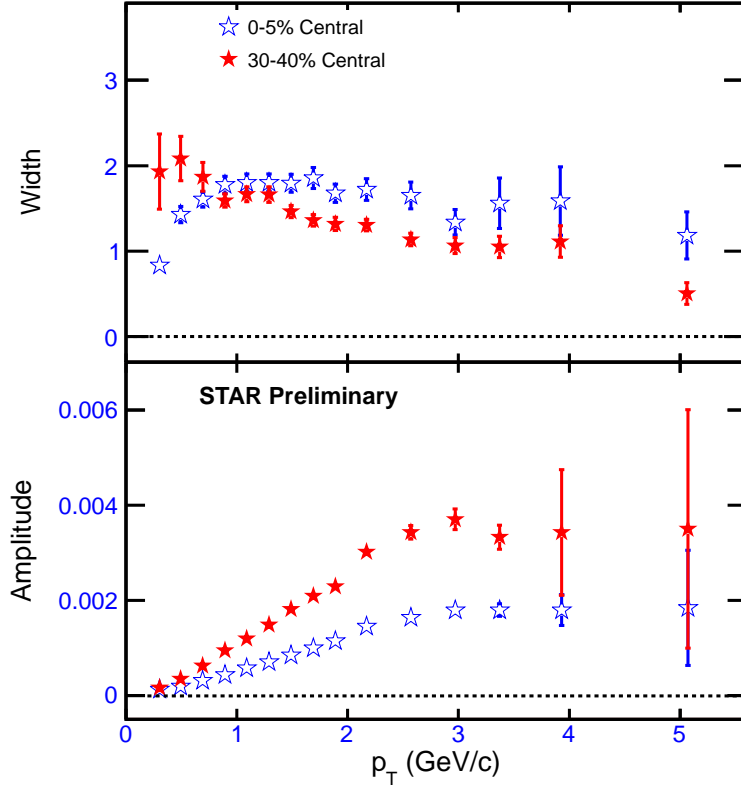 0-5% Central
30-40% Central
3
2
1
0
Width
STAR Preliminary
0.006
0.004
0.002
0
Amplitude
0 1 2 3 4 5
p_T (GeV/c)